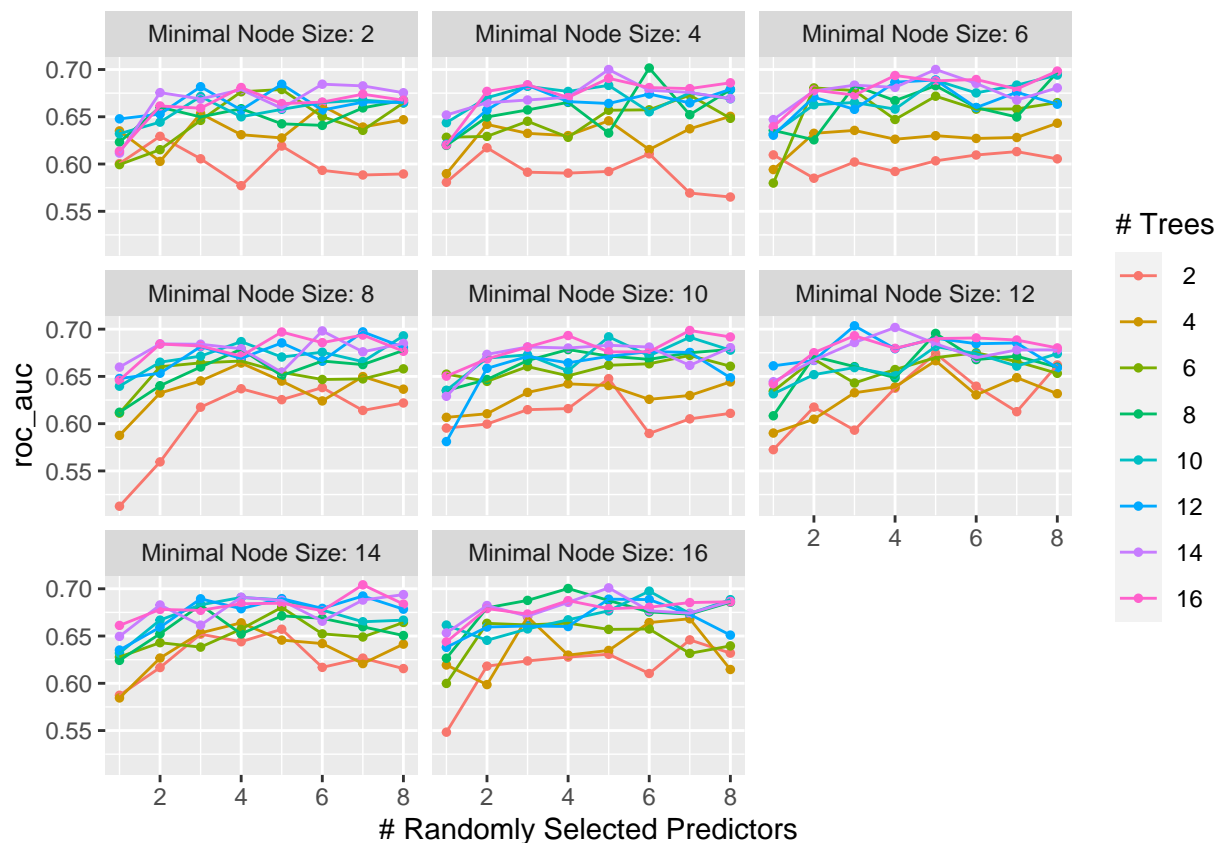 Minimal Node Size: 2
Minimal Node Size: 4
Minimal Node Size: 6
0.70
0.65
0.60
0.55
Minimal Node Size: 8
Minimal Node Size: 10
Minimal Node Size: 12
0.70
0.65
0.60
0.55
2 4 6 8
Minimal Node Size: 14
Minimal Node Size: 16
0.70
0.65
0.60
0.55
2 4 6 8
2 4 6 8
# Randomly Selected Predictors
roc_auc
# Trees
2
4
6
8
10
12
14
16